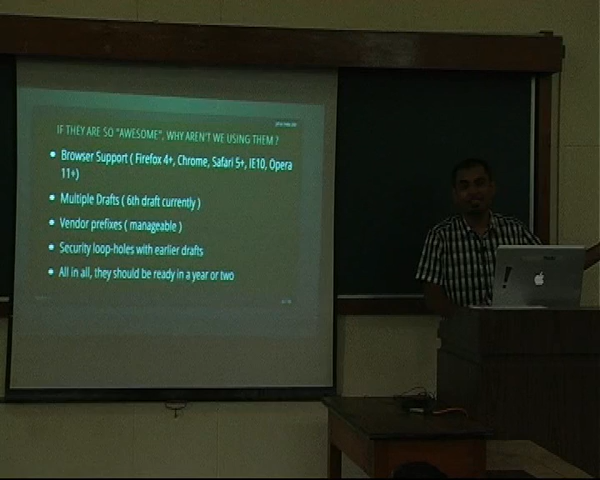 IF THEY ARE SO "AWESOME", WHY AREN'T WE USING THEM ?
Browser Support ( Firefox 4+, Chrome, Safari 5+, IE10, Opera
11+)
Multiple Drafts ( 6th draft currently )
Vendor prefixes ( manageable )
Security loop-holes with earlier drafts
All in all, they should be ready in a year or two